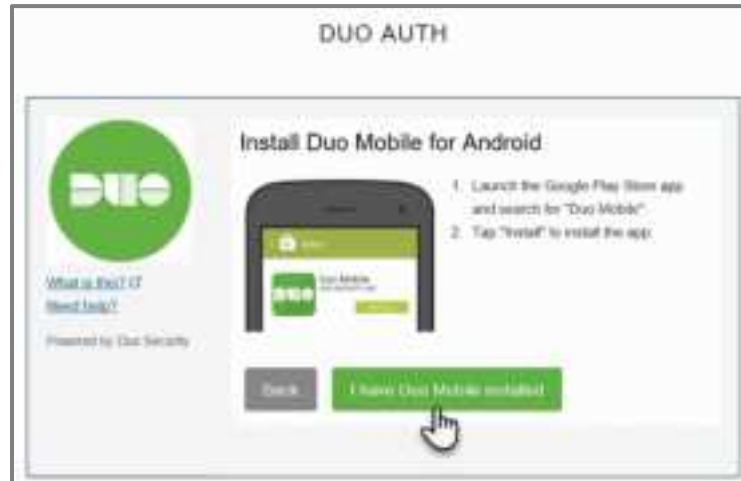 DUO AUTH
DUO
What is this?
Need help?
Powered by Duo Security
Install Duo Mobile for Android
1. Launch the Google Play Store app
and search for "Duo Mobile".
2. Tap "Install" to install the app.
Duo Mobile
Back
I have Duo Mobile installed